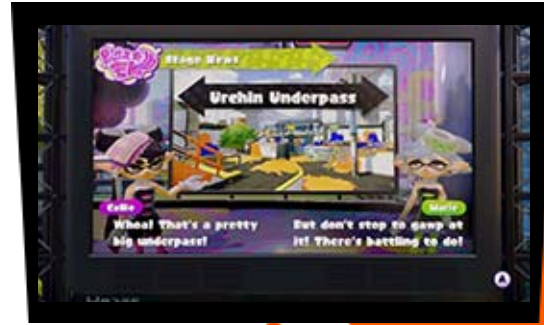 Stage News
Urchin Underpass
Callie
Whoa! That's a pretty
big underpass!
Marie
But don't stop to gawp at
it! There's battling to do!
A